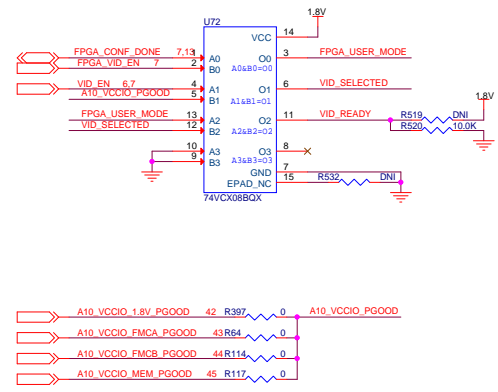 1.8V
U72
VCC 14
FPGA_CONF_DONE 7,13 1 A0 O0 3 FPGA_USER_MODE
FPGA_VID_EN 7 2 B0 A0&B0=O0
VID_EN 6,7 4 A1 O1 6 VID_SELECTED
A10_VCCIO_PGOOD 5 B1 A1&B1=O1
1.8V
FPGA_USER_MODE 13 A2 O2 11 VID_READY R519 DNI
VID_SELECTED 12 B2 A2&B2=O2 R520 10.0K
10 A3 O3 8
9 B3 A3&B3=O3
GND 7
EPAD_NC 15 R532 DNI
74VCX08BQX
A10_VCCIO_1.8V_PGOOD 42 R397 0 A10_VCCIO_PGOOD
A10_VCCIO_FMCA_PGOOD 43 R64 0
A10_VCCIO_FMCB_PGOOD 44 R114 0
A10_VCCIO_MEM_PGOOD 45 R117 0